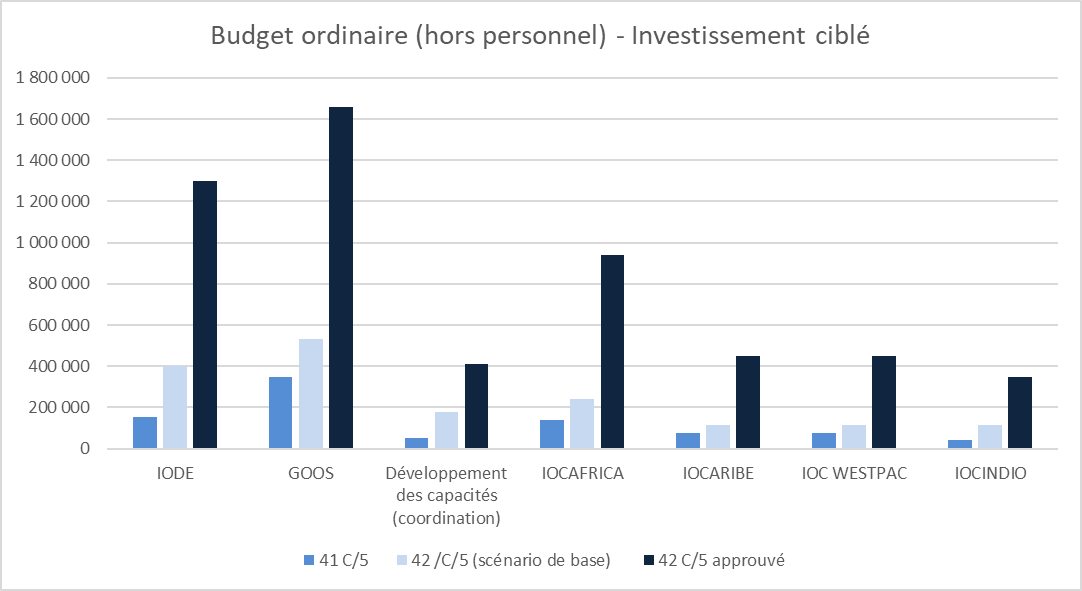 Budget ordinaire (hors personnel) - Investissement ciblé
1 800 000
1 600 000
1 400 000
1 200 000
1 000 000
800 000
600 000
400 000
200 000
0
IODE
GOOS
Développement
des capacités
(coordination)
IOCAFRICA
IOCARIBE
IOC WESTPAC
IOCINDIO
41 C/5
42 /C/5 (scénario de base)
42 C/5 approuvé